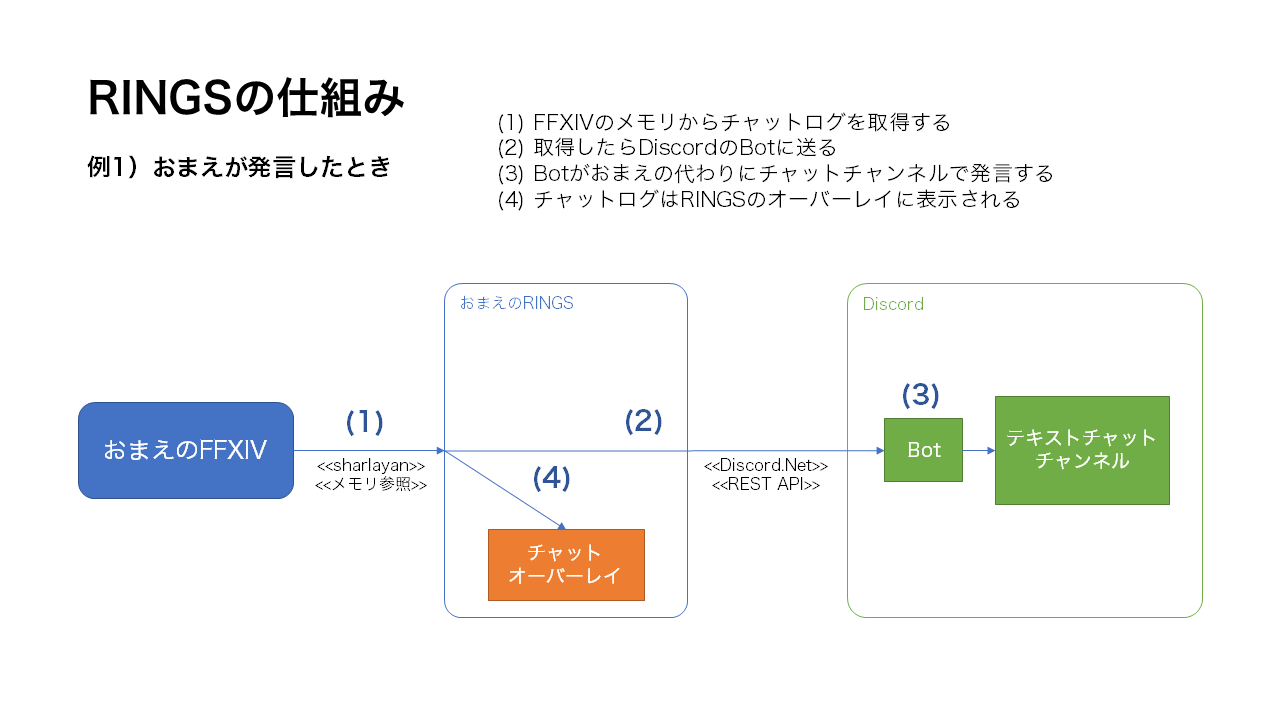 RINGSの仕組み
例1）おまえが発言したとき
(1) FFXIVのメモリからチャットログを取得する
(2) 取得したらDiscordのBotに送る
(3) Botがおまえの代わりにチャットチャンネルで発言する
(4) チャットログはRINGSのオーバーレイに表示される
おまえのRINGS
Discord
おまえのFFXIV
(1)
<<sharlayan>>
<<メモリ参照>>
(2)
(4)
チャット
オーバーレイ
<<Discord.Net>>
<<REST API>>
(3)
Bot
テキストチャット
チャンネル